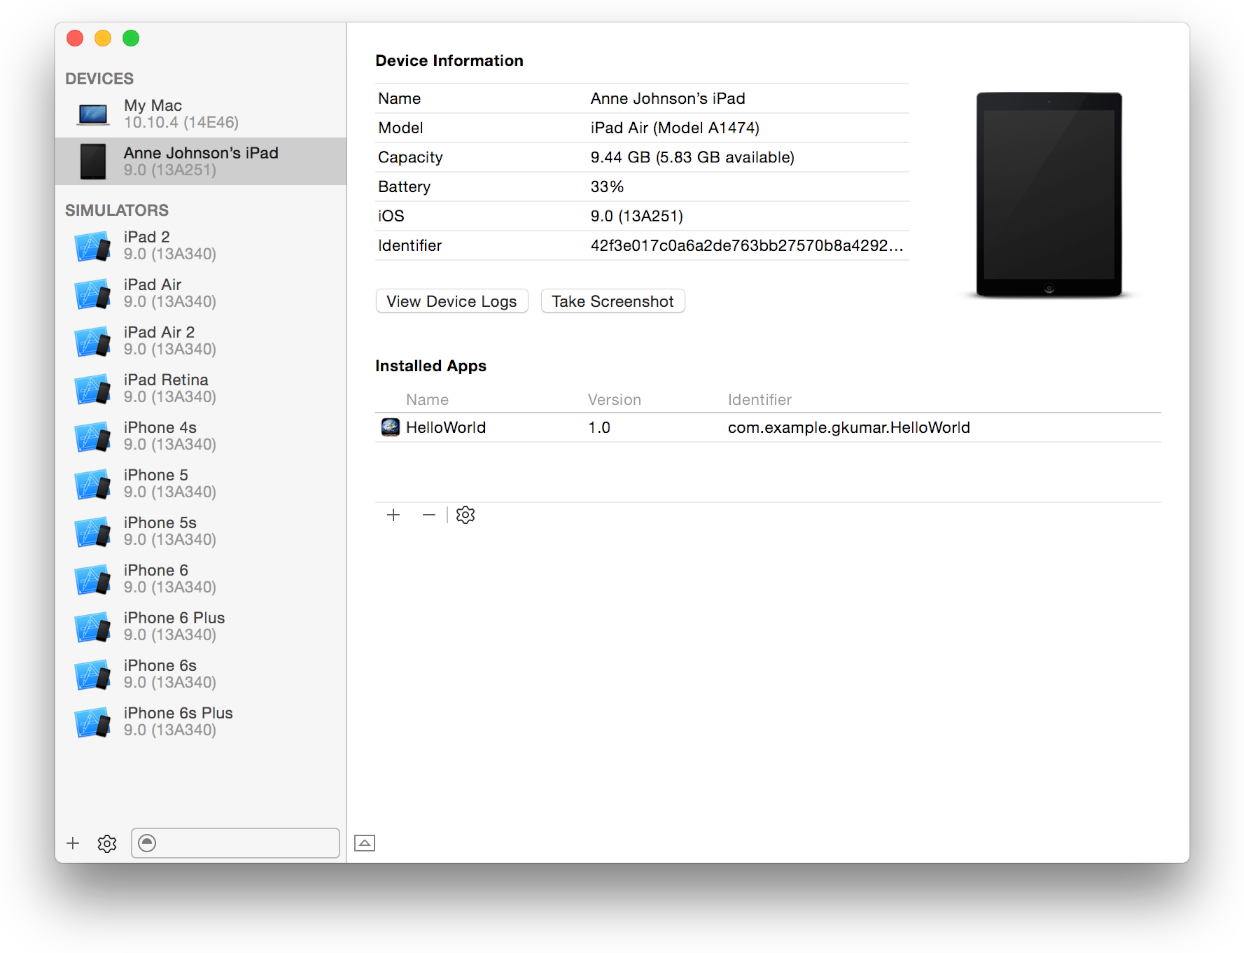 DEVICES
My Mac
10.10.4 (14E46)
Anne Johnson’s iPad
9.0 (13A251)
SIMULATORS
iPad 2
9.0 (13A340)
iPad Air
9.0 (13A340)
iPad Air 2
9.0 (13A340)
iPad Retina
9.0 (13A340)
iPhone 4s
9.0 (13A340)
iPhone 5
9.0 (13A340)
iPhone 5s
9.0 (13A340)
iPhone 6
9.0 (13A340)
iPhone 6 Plus
9.0 (13A340)
iPhone 6s
9.0 (13A340)
iPhone 6s Plus
9.0 (13A340)
Device Information
Name Anne Johnson’s iPad
Model iPad Air (Model A1474)
Capacity 9.44 GB (5.83 GB available)
Battery 33%
iOS 9.0 (13A251)
Identifier 42f3e017c0a6a2de763bb27570b8a4292...
View Device Logs Take Screenshot
Installed Apps
Name Version Identifier
HelloWorld 1.0 com.example.gkumar.HelloWorld